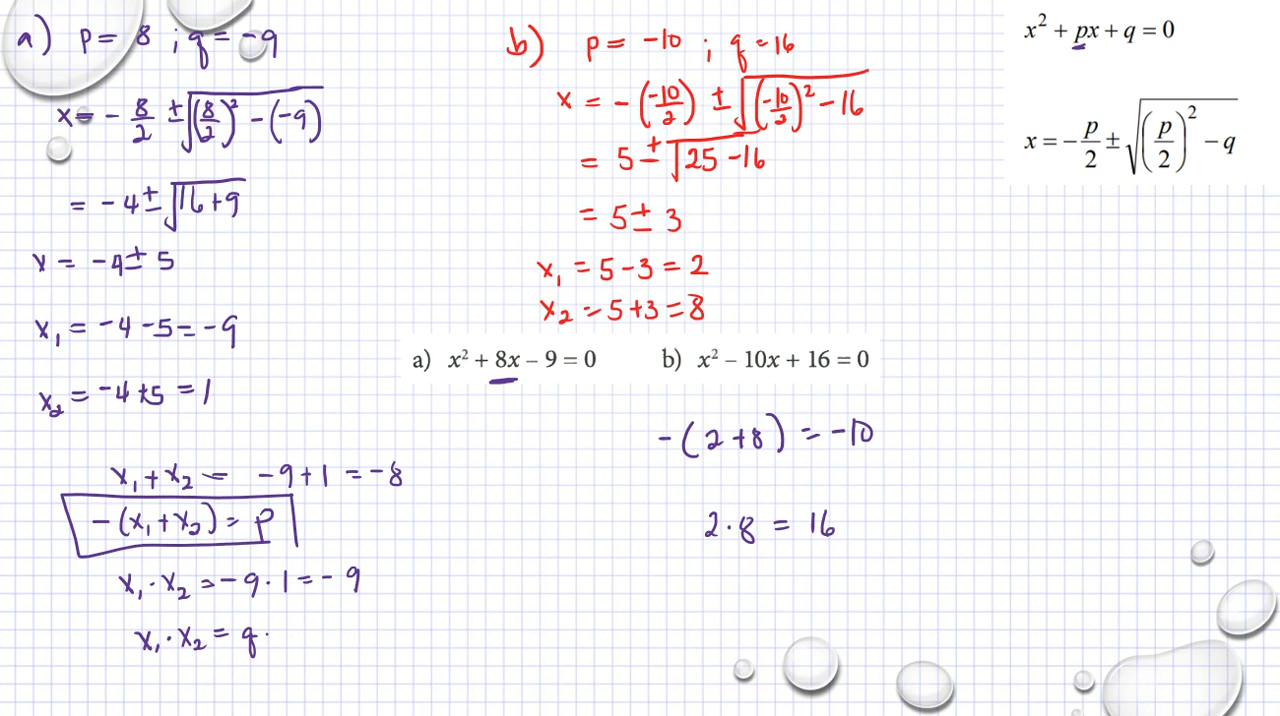 a) p = 8 ; q = -9
x = - 8/2 ± √((8/2)² - (-9))
= -4 ± √(16+9)
x = -4 ± 5
x₁ = -4 - 5 = -9
x₂ = -4 + 5 = 1
x₁ + x₂ = -9 + 1 = -8
-(x₁ + x₂) = p
x₁ · x₂ = -9 · 1 = -9
x₁ · x₂ = q ·
b) p = -10 ; q = 16
x = - (-10/2) ± √((-10/2)² - 16)
= 5 ± √(25 - 16)
= 5 ± 3
x₁ = 5 - 3 = 2
x₂ = 5 + 3 = 8
a) x² + 8x – 9 = 0
b) x² – 10x + 16 = 0
-(2 + 8) = -10
2 · 8 = 16
x² + px + q = 0
x = - p/2 ± √((p/2)² - q)